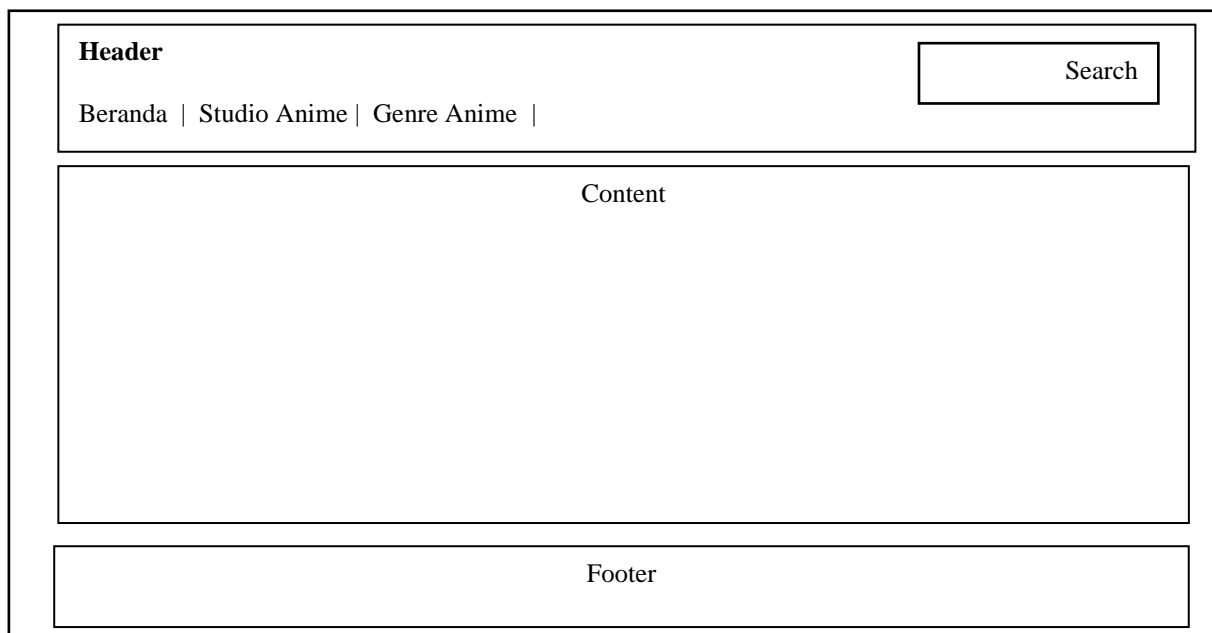 Header
Search
Beranda | Studio Anime | Genre Anime |
Content
Footer